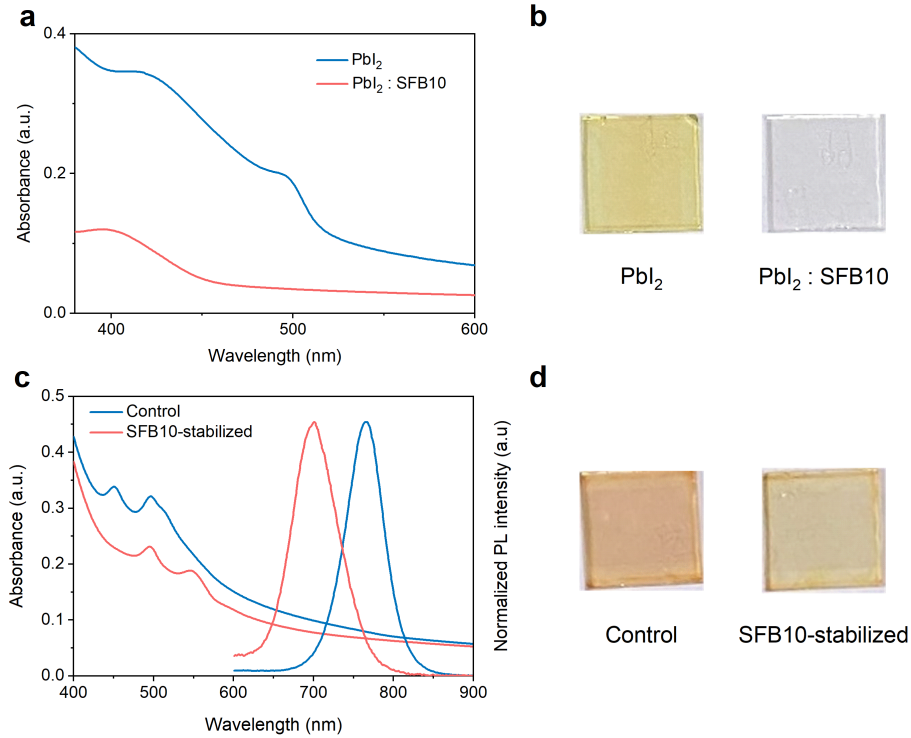 a
0.4
0.2
0.0
Absorbance (a.u.)
PbI₂
PbI₂ : SFB10
400
500
600
Wavelength (nm)
b
PbI₂
PbI₂ : SFB10
c
0.5
0.4
0.3
0.2
0.1
0.0
Absorbance (a.u.)
Control
SFB10-stabilized
Normalized PL intensity (a.u)
400
500
600
700
800
900
Wavelength (nm)
d
Control
SFB10-stabilized